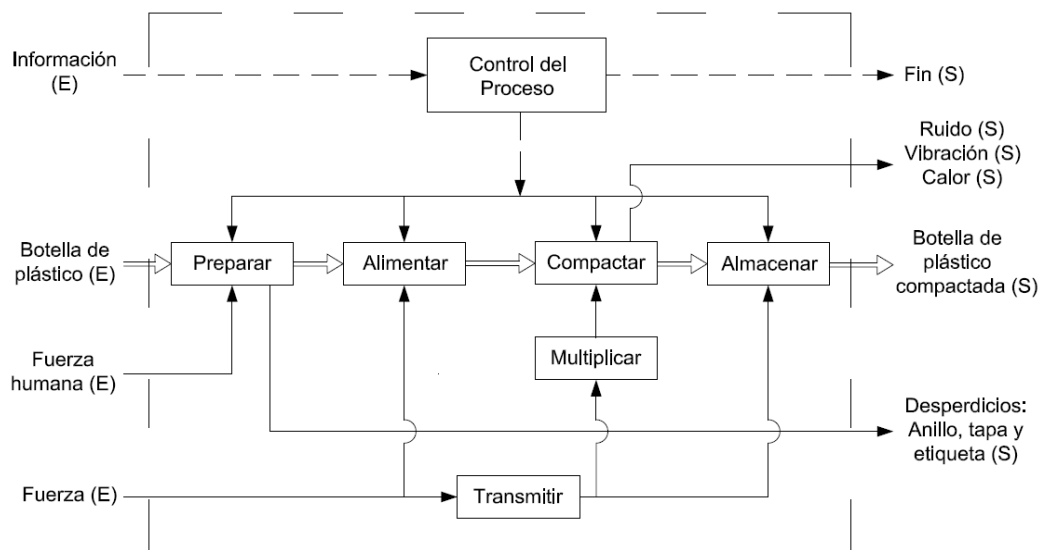 Información
(E)
Control del
Proceso
Fin (S)
Ruido (S)
Vibración (S)
Calor (S)
Botella de
plástico (E)
Preparar
Alimentar
Compactar
Almacenar
Botella de
plástico
compactada (S)
Fuerza
humana (E)
Multiplicar
Desperdicios:
Anillo, tapa y
etiqueta (S)
Fuerza (E)
Transmitir